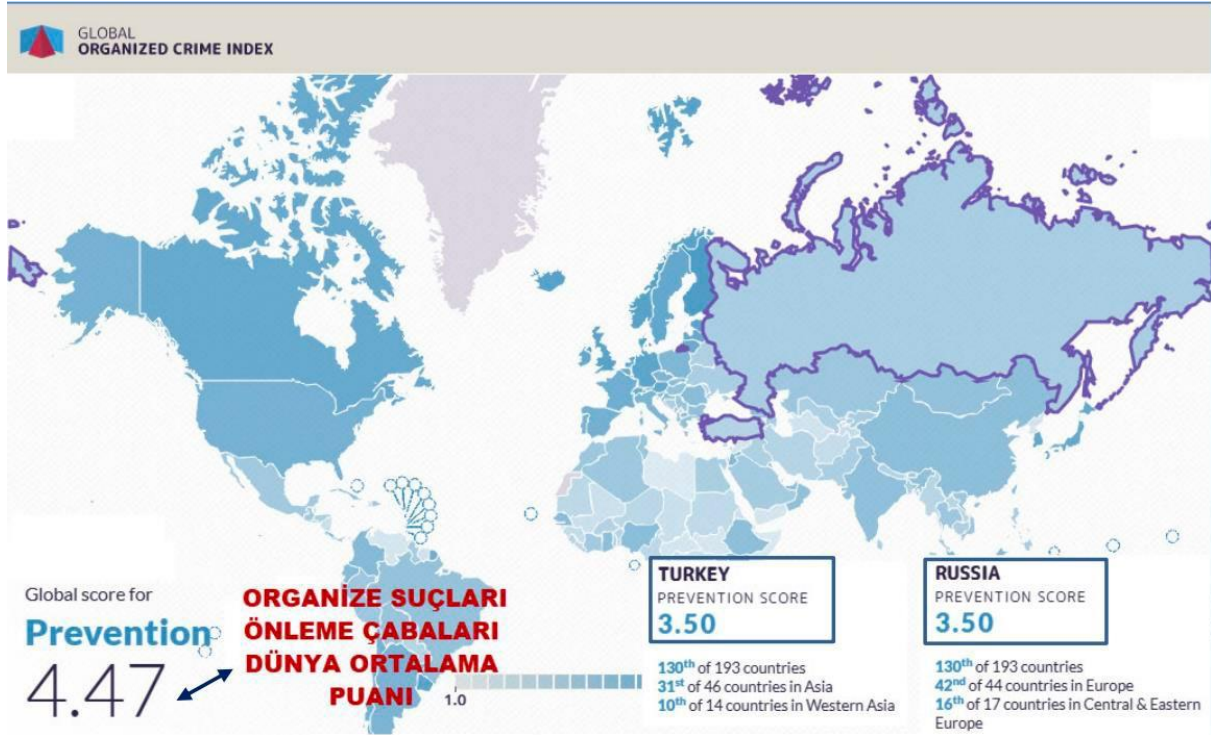 GLOBAL
ORGANIZED CRIME INDEX
Global score for
Prevention
4.47
ORGANİZE SUÇLARI
ÖNLEME ÇABALARI
DÜNYA ORTALAMA
PUANI
1.0
TURKEY
PREVENTION SCORE
3.50
130th of 193 countries
31st of 46 countries in Asia
10th of 14 countries in Western Asia
RUSSIA
PREVENTION SCORE
3.50
130th of 193 countries
42nd of 44 countries in Europe
16th of 17 countries in Central & Eastern
Europe